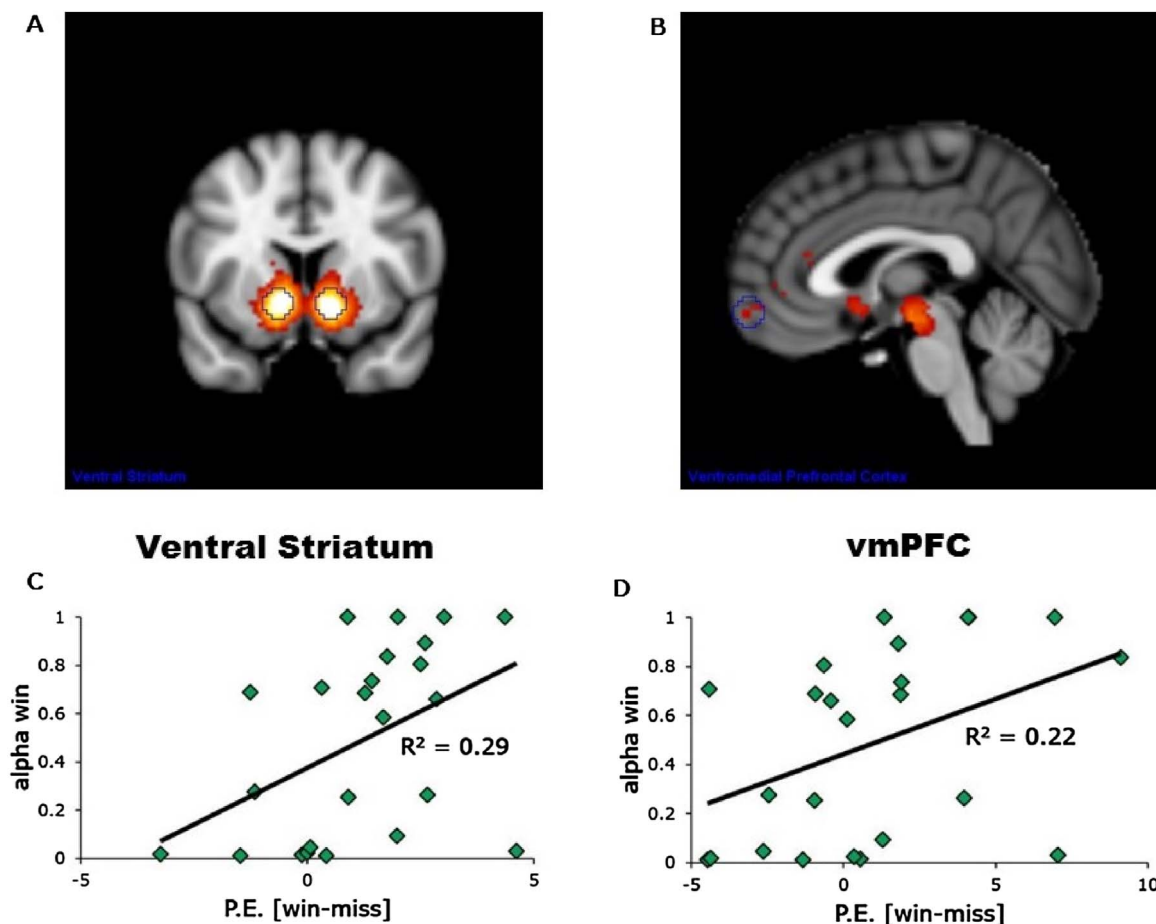 A
B
Ventral Striatum
Ventromedial Prefrontal Cortex
Ventral Striatum
vmPFC
C
1
0.8
0.6
0.4
0.2
0
alpha win
R² = 0.29
-5
0
5
P.E. [win-miss]
D
1
0.8
0.6
0.4
0.2
0
alpha win
R² = 0.22
-5
0
5
10
P.E. [win-miss]